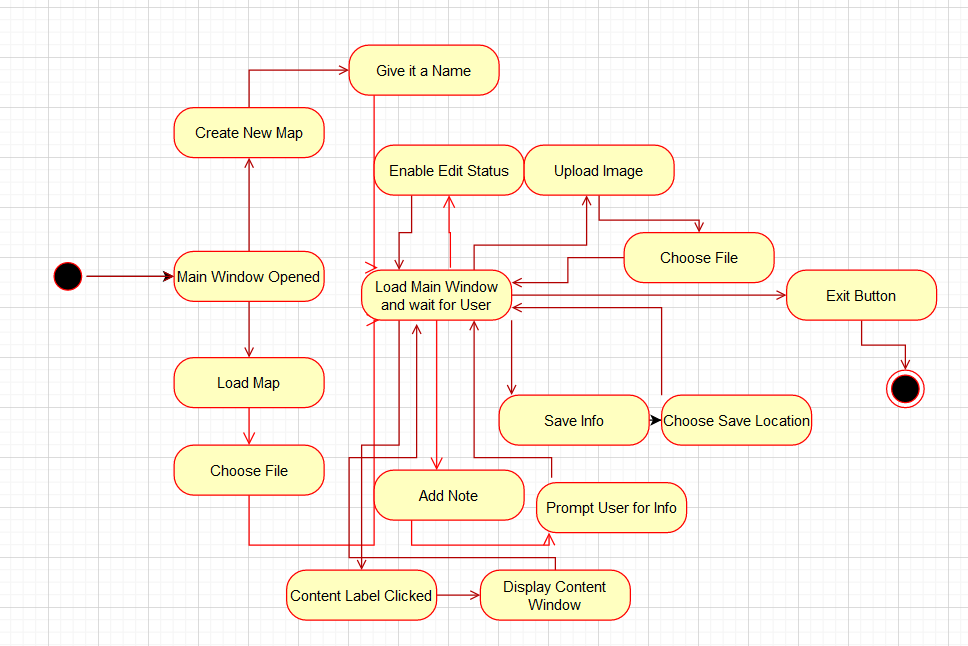 Give it a Name
Create New Map
Enable Edit Status
Upload Image
Choose File
Main Window Opened
Load Main Window
and wait for User
Exit Button
Load Map
Save Info
Choose Save Location
Choose File
Add Note
Prompt User for Info
Content Label Clicked
Display Content
Window